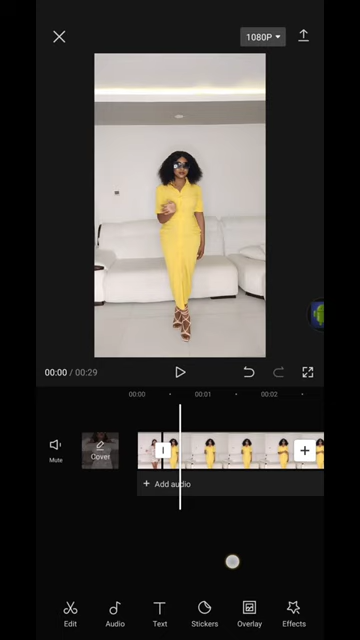 1080P
00:00 / 00:29
00:00 00:01 00:02
Mute
Cover
+ Add audio
Edit Audio Text Stickers Overlay Effects